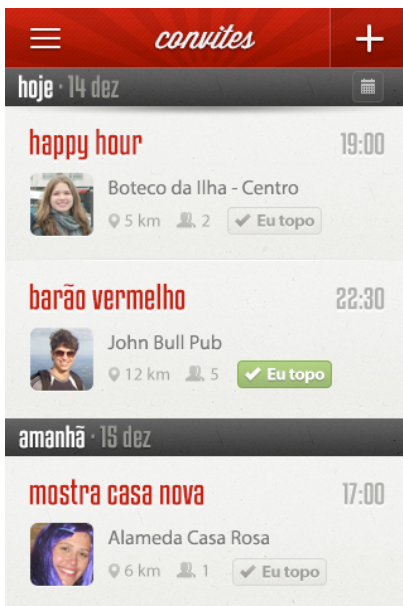 convites
hoje · 14 dez
happy hour 19:00
Boteco da Ilha - Centro
5 km 2 Eu topo
barão vermelho 22:30
John Bull Pub
12 km 5 Eu topo
amanhã · 15 dez
mostra casa nova 17:00
Alameda Casa Rosa
6 km 1 Eu topo